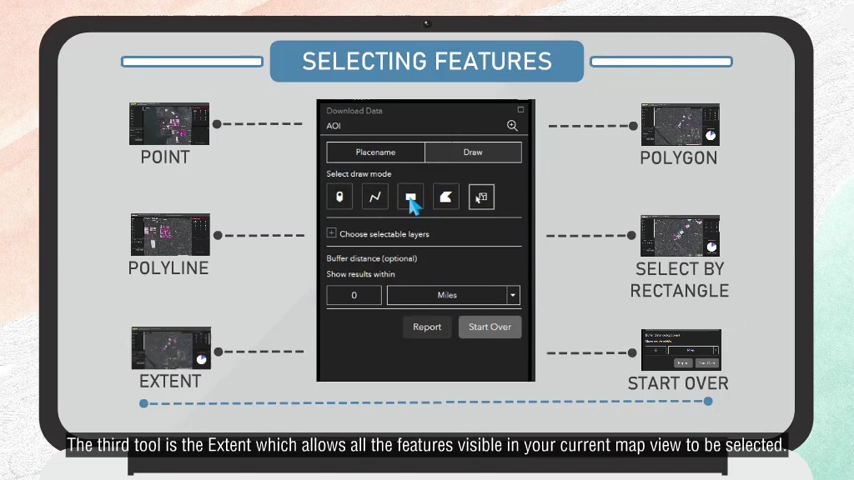 SELECTING FEATURES
POINT
POLYLINE
EXTENT
Download Data
AOI
Placename
Draw
Select draw mode
Choose selectable layers
Buffer distance (optional)
Show results within
0
Miles
Report
Start Over
POLYGON
SELECT BY
RECTANGLE
START OVER
The third tool is the Extent which allows all the features visible in your current map view to be selected.